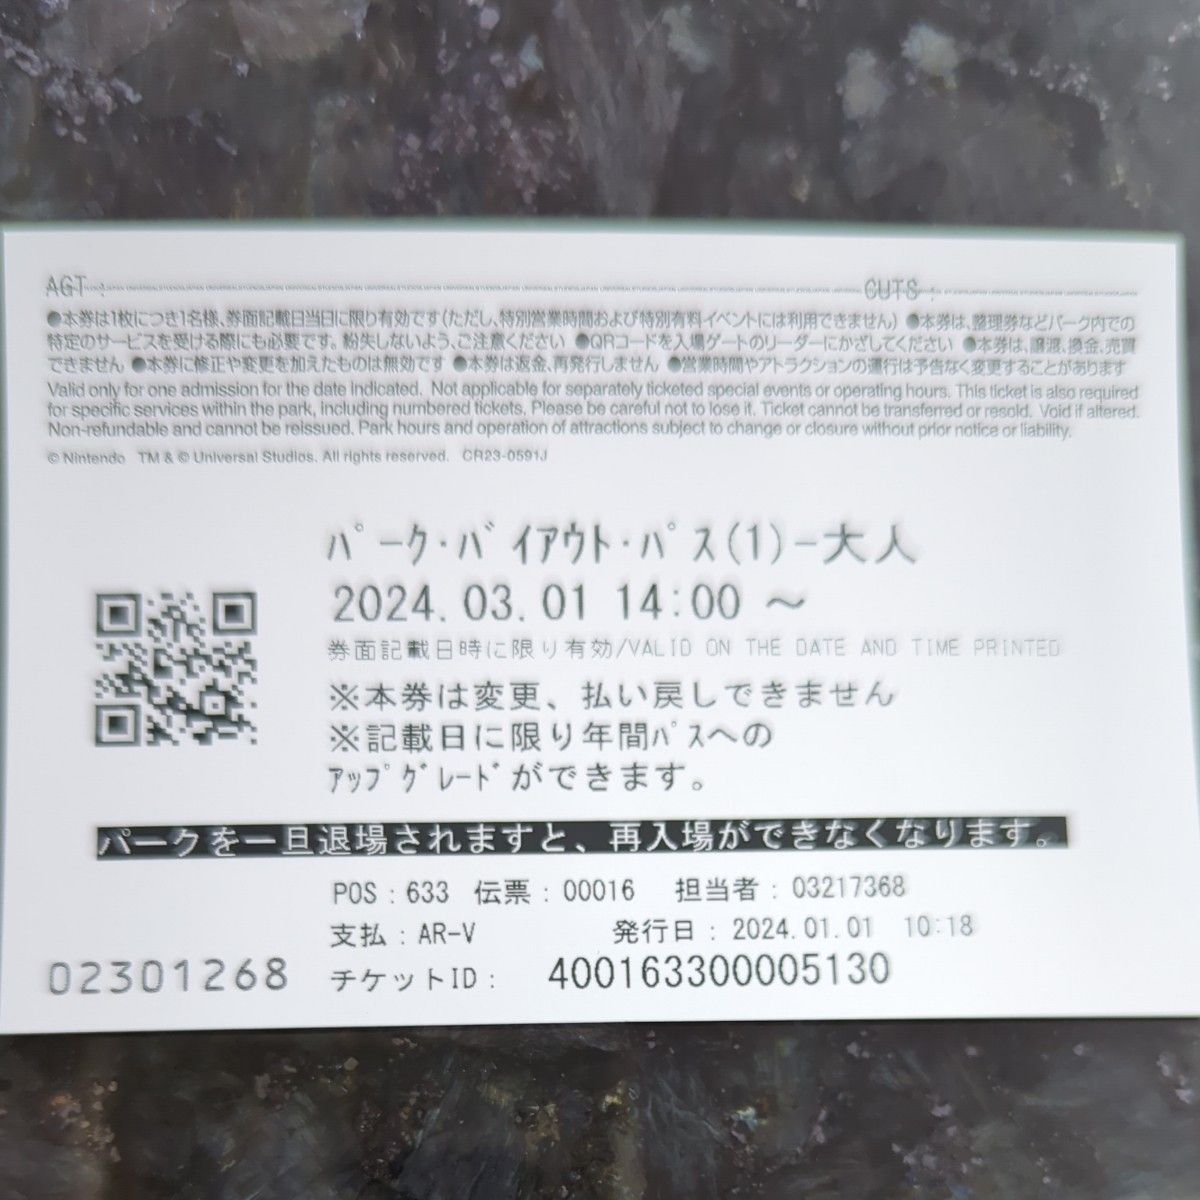 AGT : CUTS :
●本券は1枚につき1名様、券面記載日当日に限り有効です(ただし、特別営業時間および特別有料イベントには利用できません) ●本券は、整理券などパーク内での
特定のサービスを受ける際にも必要です。紛失しないよう、ご注意ください ●QRコードを入場ゲートのリーダーにかざしてください ●本券は、譲渡、換金、売買
できません ●本券に修正や変更を加えたものは無効です ●本券は返金、再発行しません ●営業時間やアトラクションの運行は予告なく変更することがあります
Valid only for one admission for the date indicated. Not applicable for separately ticketed special events or operating hours. This ticket is also required
for specific services within the park, including numbered tickets. Please be careful not to lose it. Ticket cannot be transferred or resold. Void if altered.
Non-refundable and cannot be reissued. Park hours and operation of attractions subject to change or closure without prior notice or liability.
© Nintendo TM & © Universal Studios. All rights reserved. CR23-0591J
ﾊﾟｰｸ･ﾊﾞｲｱｳﾄ･ﾊﾟｽ(1)-大人
2024.03.01 14:00 ～
券面記載日時に限り有効/VALID ON THE DATE AND TIME PRINTED
※本券は変更、払い戻しできません
※記載日に限り年間ﾊﾟｽへの
ｱｯﾌﾟｸﾞﾚｰﾄﾞができます。
パークを一旦退場されますと、再入場ができなくなります。
POS : 633 伝票 : 00016 担当者 : 03217368
支払 : AR-V 発行日 : 2024.01.01 10:18
02301268 チケットID : 400163300005130